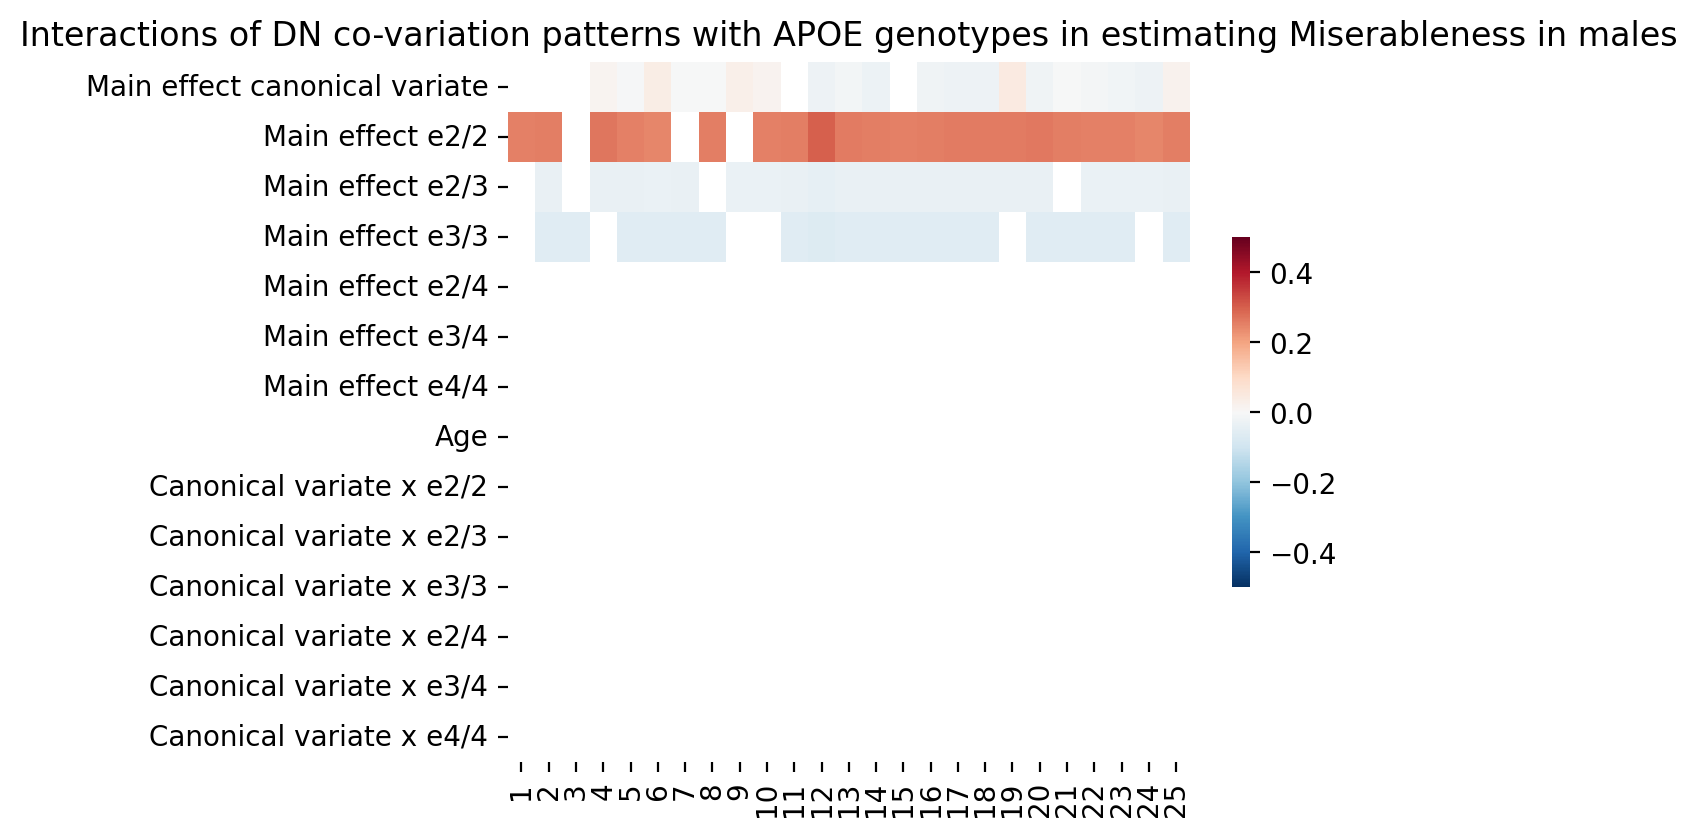 Interactions of DN co-variation patterns with APOE genotypes in estimating Miserableness in males
Main effect canonical variate
Main effect e2/2
Main effect e2/3
Main effect e3/3
Main effect e2/4
Main effect e3/4
Main effect e4/4
Age
Canonical variate x e2/2
Canonical variate x e2/3
Canonical variate x e3/3
Canonical variate x e2/4
Canonical variate x e3/4
Canonical variate x e4/4
1 2 3 4 5 6 7 8 9 10 11 12 13 14 15 16 17 18 19 20 21 22 23 24 25
0.4
0.2
0.0
−0.2
−0.4